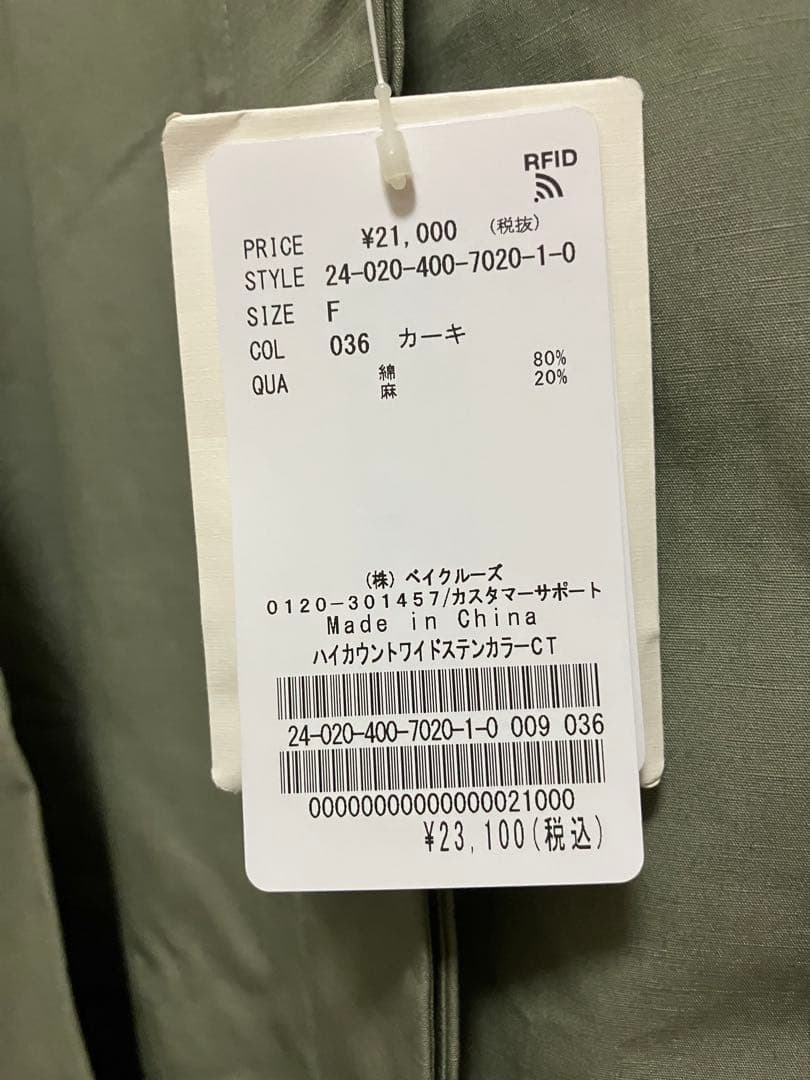 RFID
PRICE ¥21,000 (税抜)
STYLE 24-020-400-7020-1-0
SIZE F
COL 036 カーキ
QUA 綿 80%
麻 20%
(株) ベイクルーズ
0120-301457/カスタマーサポート
Made in China
ハイカウントワイドステンカラーCT
24-020-400-7020-1-0 009 036
00000000000000021000
¥23,100(税込)